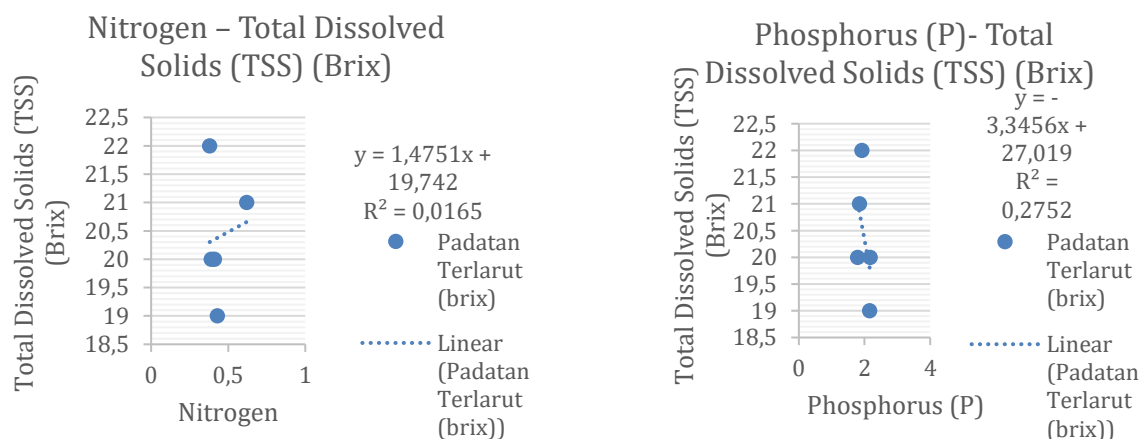 Nitrogen – Total Dissolved
Solids (TSS) (Brix)
Total Dissolved Solids (TSS)
(Brix)
22,5
22
21,5
21
20,5
20
19,5
19
18,5
0
0,5
1
Nitrogen
y = 1,4751x +
19,742
R² = 0,0165
Padatan
Terlarut
(brix)
Linear
(Padatan
Terlarut
(brix))
Phosphorus (P)- Total
Dissolved Solids (TSS) (Brix)
Total Dissolved Solids (TSS)
(Brix)
22,5
22
21,5
21
20,5
20
19,5
19
18,5
0
2
4
Phosphorus (P)
y = -
3,3456x +
27,019
R² =
0,2752
Padatan
Terlarut
(brix)
Linear
(Padatan
Terlarut
(brix))